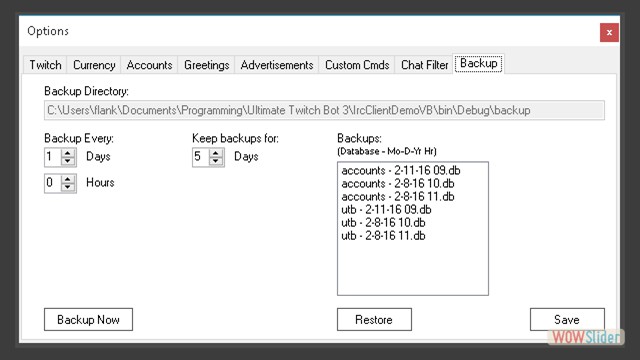 Options
x
Twitch Currency Accounts Greetings Advertisements Custom Cmds Chat Filter Backup
Backup Directory:
C:\Users\flank\Documents\Programming\Ultimate Twitch Bot 3\IrcClientDemoVB\bin\Debug\backup
Backup Every: Keep backups for: Backups:
(Database - Mo-D-Yr Hr)
1 Days 5 Days
0 Hours
accounts - 2-11-16 09.db
accounts - 2-8-16 10.db
accounts - 2-8-16 11.db
utb - 2-11-16 09.db
utb - 2-8-16 10.db
utb - 2-8-16 11.db
Backup Now Restore Save
WOWSlider